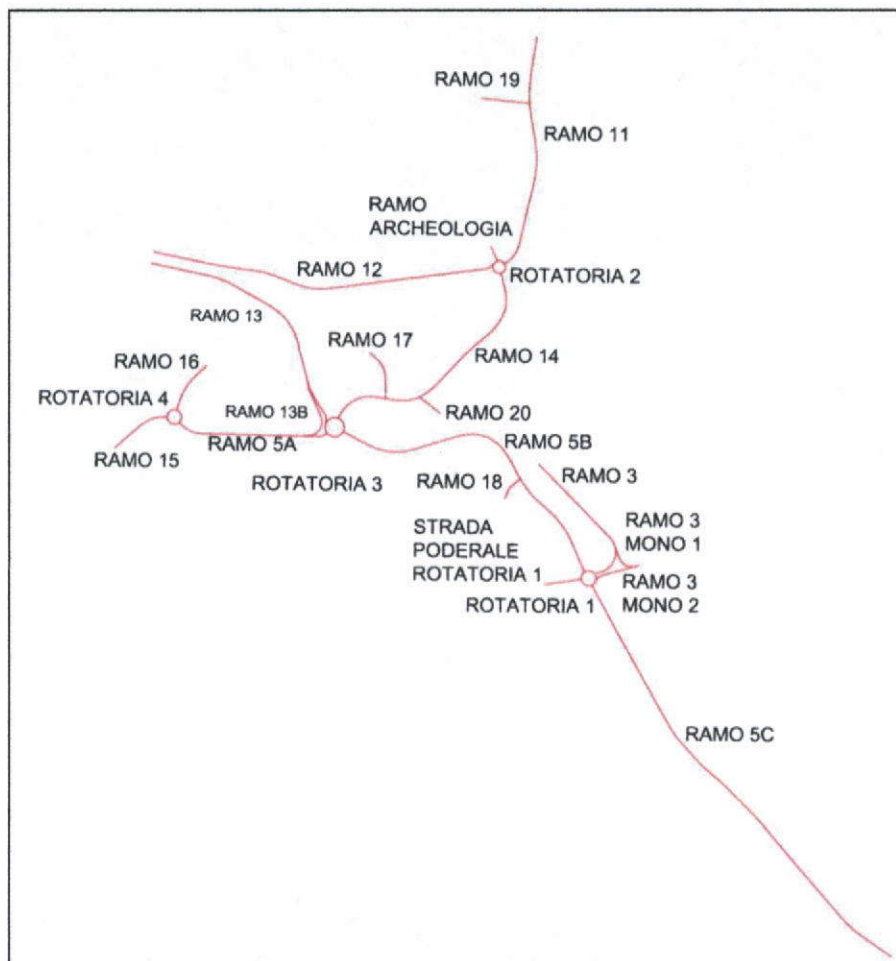 RAMO 19
RAMO 11
RAMO
ARCHEOLOGIA
RAMO 12
ROTATORIA 2
RAMO 13
RAMO 17
RAMO 14
RAMO 16
ROTATORIA 4
RAMO 13B
RAMO 20
RAMO 5A
RAMO 15
RAMO 5B
ROTATORIA 3
RAMO 18
RAMO 3
STRADA
PODERALE
ROTATORIA 1
RAMO 3
MONO 1
ROTATORIA 1
RAMO 3
MONO 2
RAMO 5C